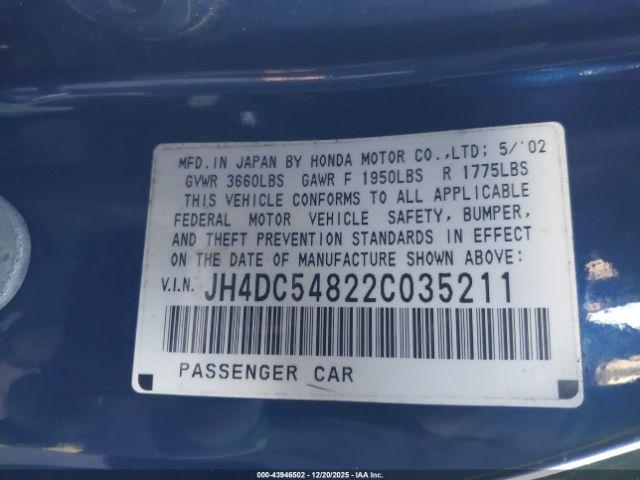 MFD. IN JAPAN BY HONDA MOTOR CO., LTD; 5/'02
GVWR 3660LBS GAWR F 1950LBS R 1775LBS
THIS VEHICLE CONFORMS TO ALL APPLICABLE
FEDERAL MOTOR VEHICLE SAFETY, BUMPER,
AND THEFT PREVENTION STANDARDS IN EFFECT
ON THE DATE OF MANUFACTURE SHOWN ABOVE:
V.I.N. JH4DC54822C035211
PASSENGER CAR
© IAA - 43946502 - 12/20/2025 - IAAI.COM